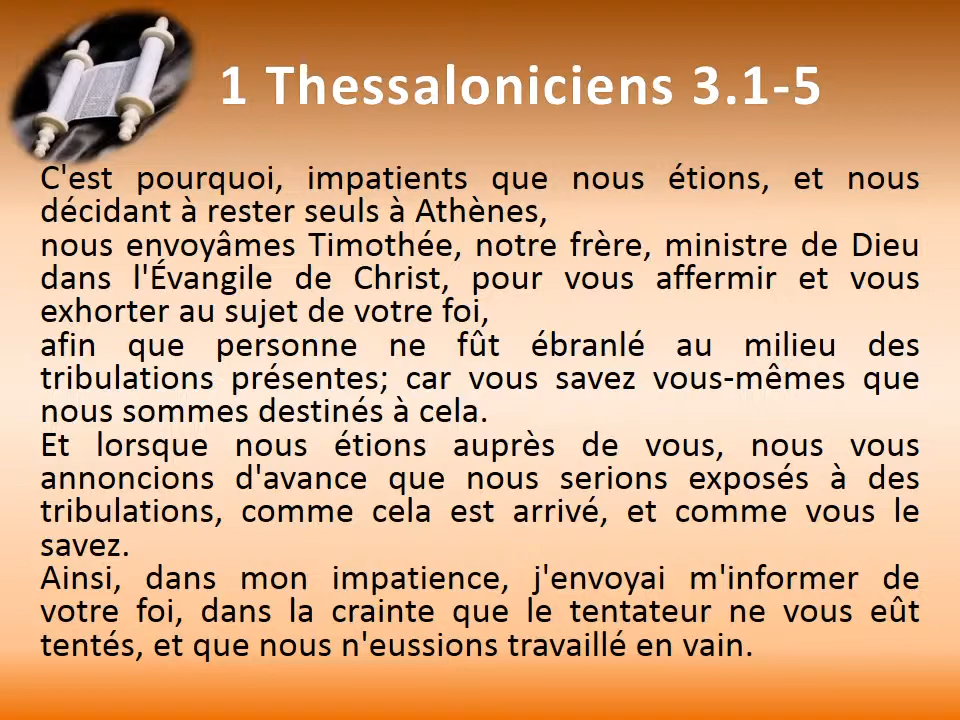 1 Thessaloniciens 3.1-5
C'est pourquoi, impatients que nous étions, et nous
décidant à rester seuls à Athènes,
nous envoyâmes Timothée, notre frère, ministre de Dieu
dans l'Évangile de Christ, pour vous affermir et vous
exhorter au sujet de votre foi,
afin que personne ne fût ébranlé au milieu des
tribulations présentes; car vous savez vous-mêmes que
nous sommes destinés à cela.
Et lorsque nous étions auprès de vous, nous vous
annoncions d'avance que nous serions exposés à des
tribulations, comme cela est arrivé, et comme vous le
savez.
Ainsi, dans mon impatience, j'envoyai m'informer de
votre foi, dans la crainte que le tentateur ne vous eût
tentés, et que nous n'eussions travaillé en vain.